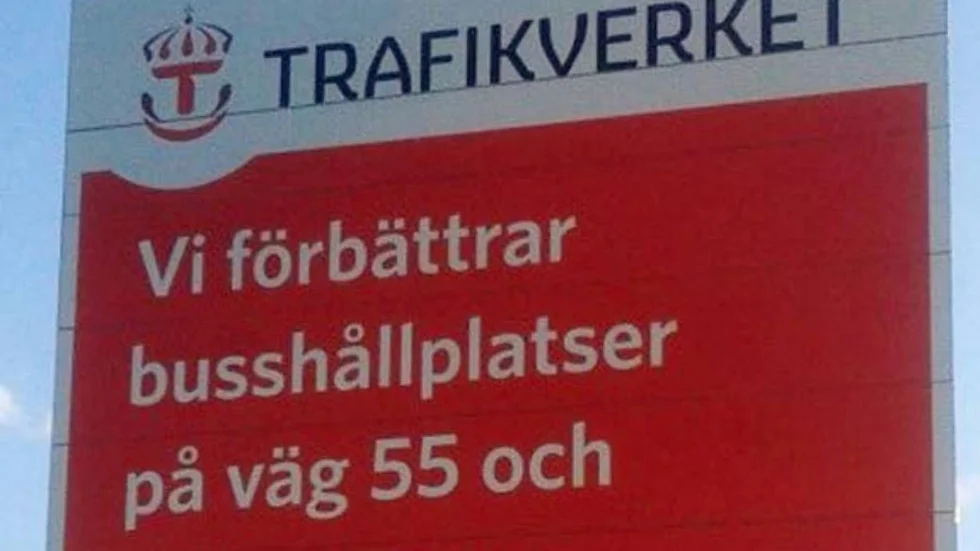 TRAFIKVERKET
Vi förbättrar
busshållplatser
på väg 55 och